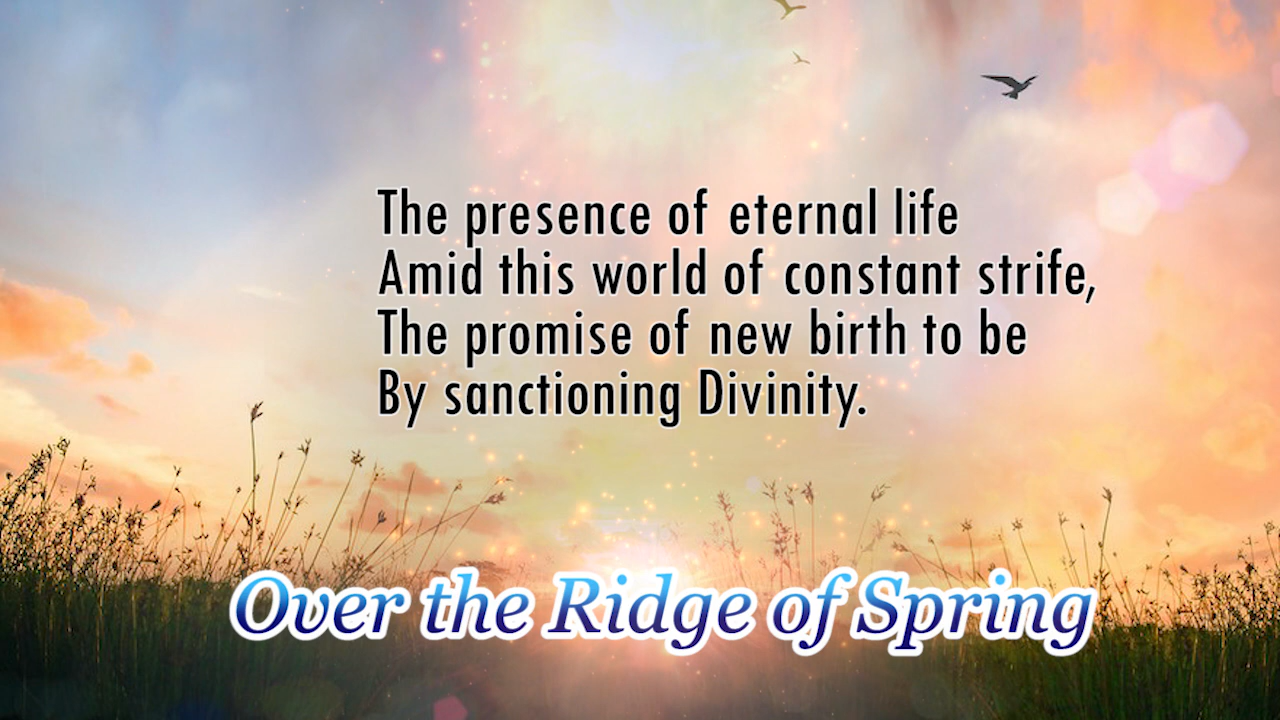 The presence of eternal life
Amid this world of constant strife,
The promise of new birth to be
By sanctioning Divinity.
Over the Ridge of Spring